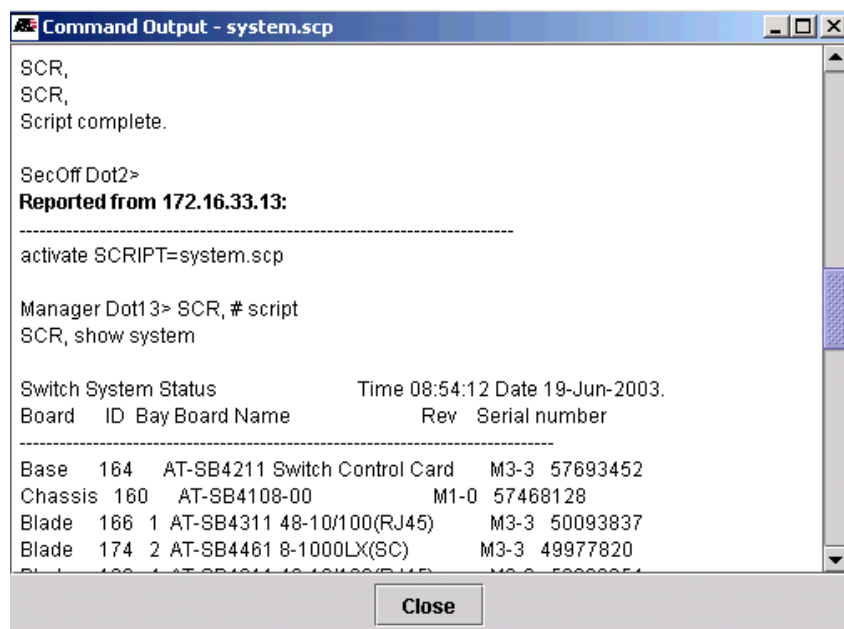 Command Output - system.scp
SCR,
SCR,
Script complete.
SecOff Dot2>
Reported from 172.16.33.13:
--------------------------------------------------------------------------
activate SCRIPT=system.scp
Manager Dot13> SCR, # script
SCR, show system
Switch System Status Time 08:54:12 Date 19-Jun-2003.
Board ID Bay Board Name Rev Serial number
--------------------------------------------------------------------------------
Base 164 AT-SB4211 Switch Control Card M3-3 57693452
Chassis 160 AT-SB4108-00 M1-0 57468128
Blade 166 1 AT-SB4311 48-10/100(RJ45) M3-3 50093837
Blade 174 2 AT-SB4461 8-1000LX(SC) M3-3 49977820
Close